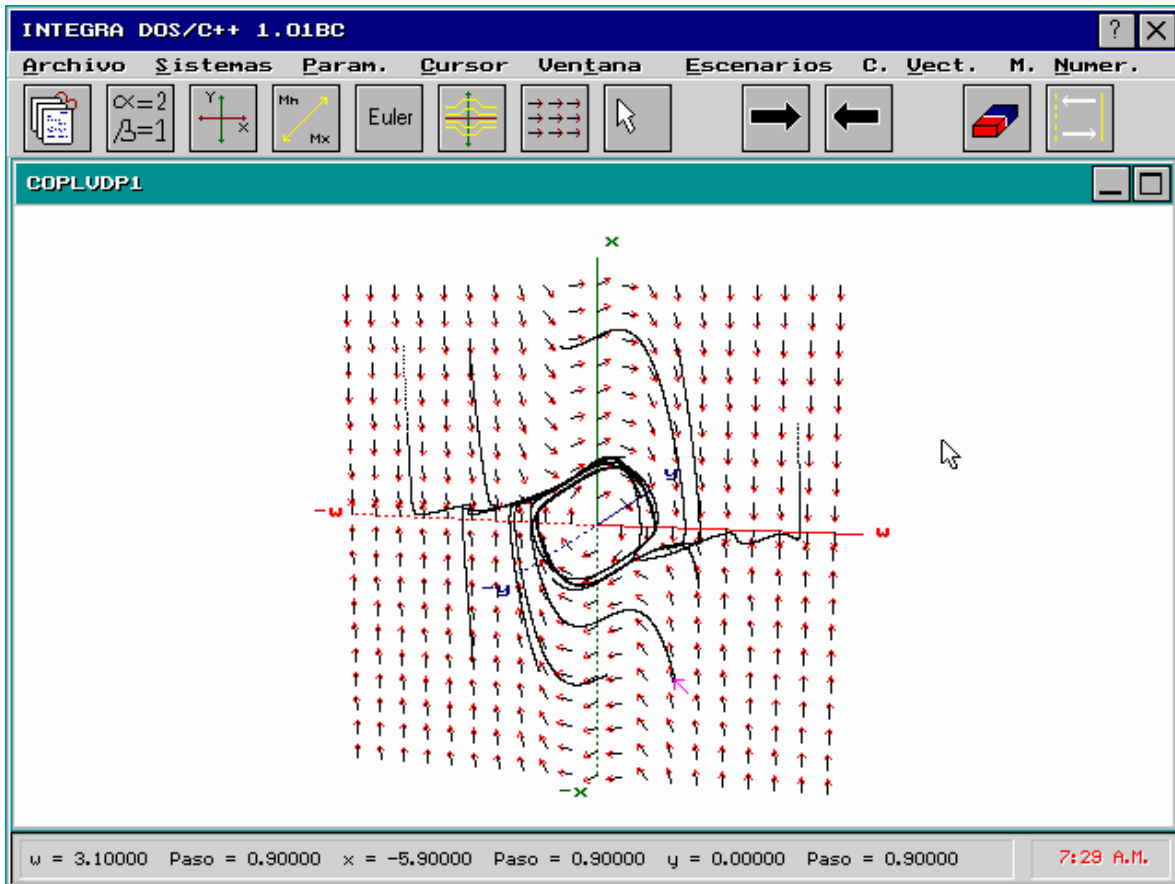 INTEGRA DOS/C++ 1.01BC ? X
Archivo Sistemas Param. Cursor Ventana Escenarios C. Vect. M. Numer.
α=2
β=1
Y
X
Mn
Mx
Euler
COPLVDP1
x
y
-w
w
-y
-x
w = 3.10000 Paso = 0.90000 x = -5.90000 Paso = 0.90000 y = 0.00000 Paso = 0.90000 7:29 A.M.